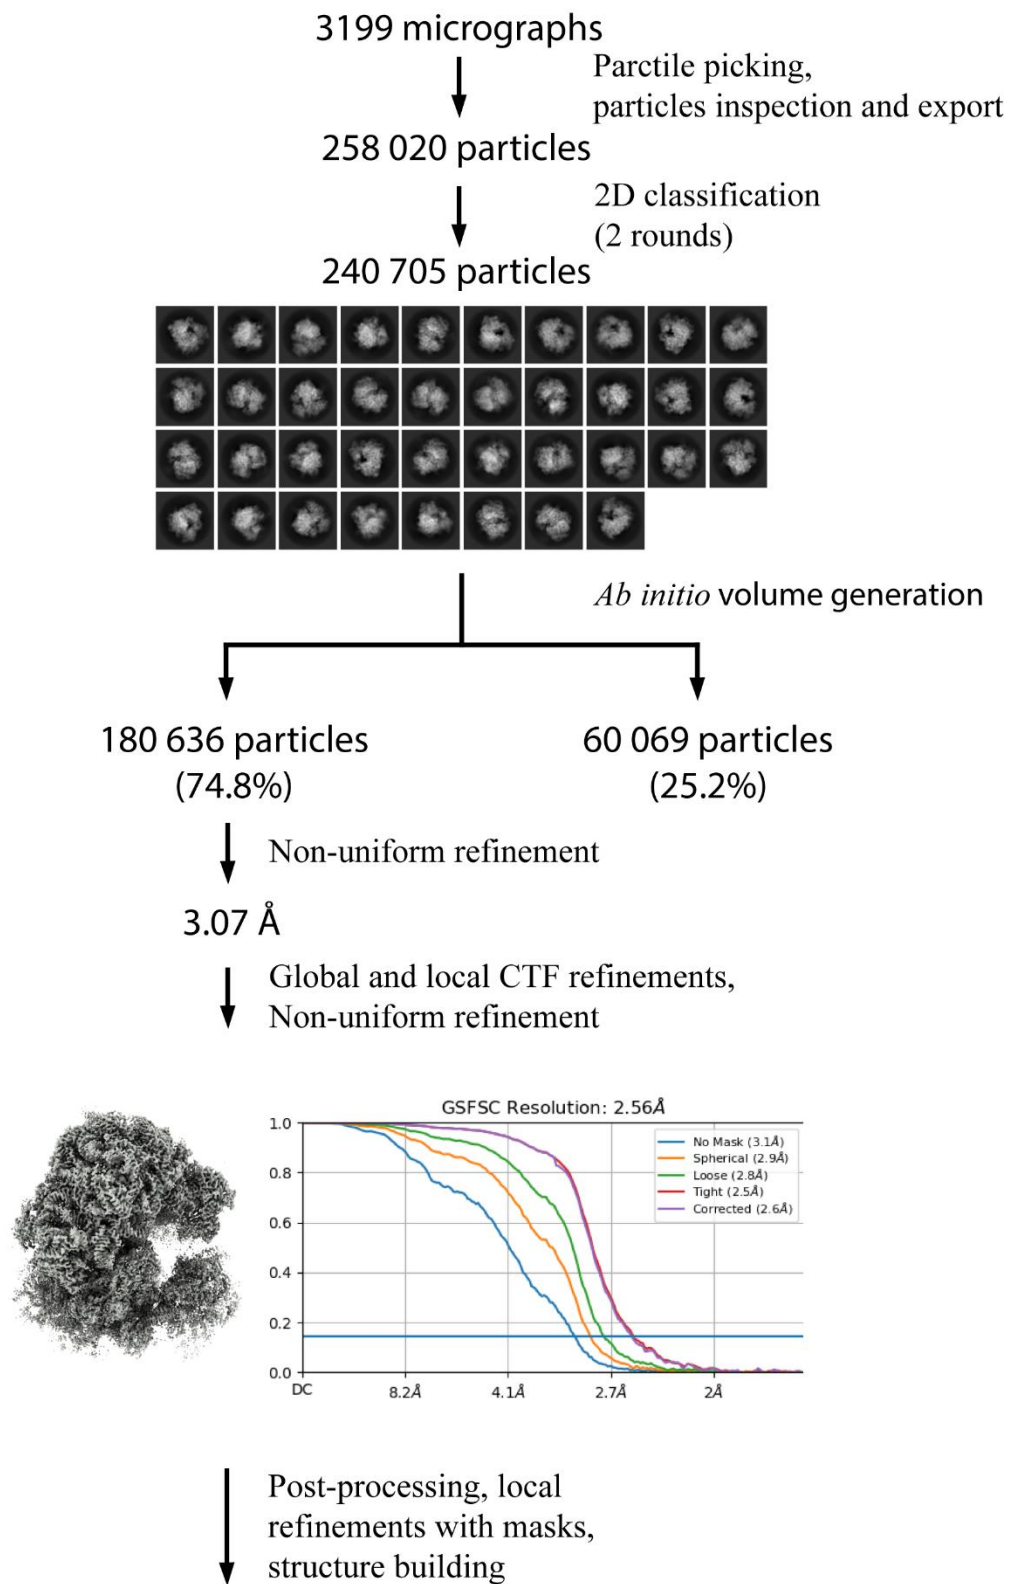 3199 micrographs
Parctile picking,
particles inspection and export
258 020 particles
2D classification
(2 rounds)
240 705 particles
Ab initio volume generation
180 636 particles
(74.8%)
60 069 particles
(25.2%)
Non-uniform refinement
3.07 Å
Global and local CTF refinements,
Non-uniform refinement
GSFSC Resolution: 2.56Å
1.0
0.8
0.6
0.4
0.2
0.0
No Mask (3.1Å)
Spherical (2.9Å)
Loose (2.8Å)
Tight (2.5Å)
Corrected (2.6Å)
DC
8.2Å
4.1Å
2.7Å
2Å
Post-processing, local
refinements with masks,
structure building